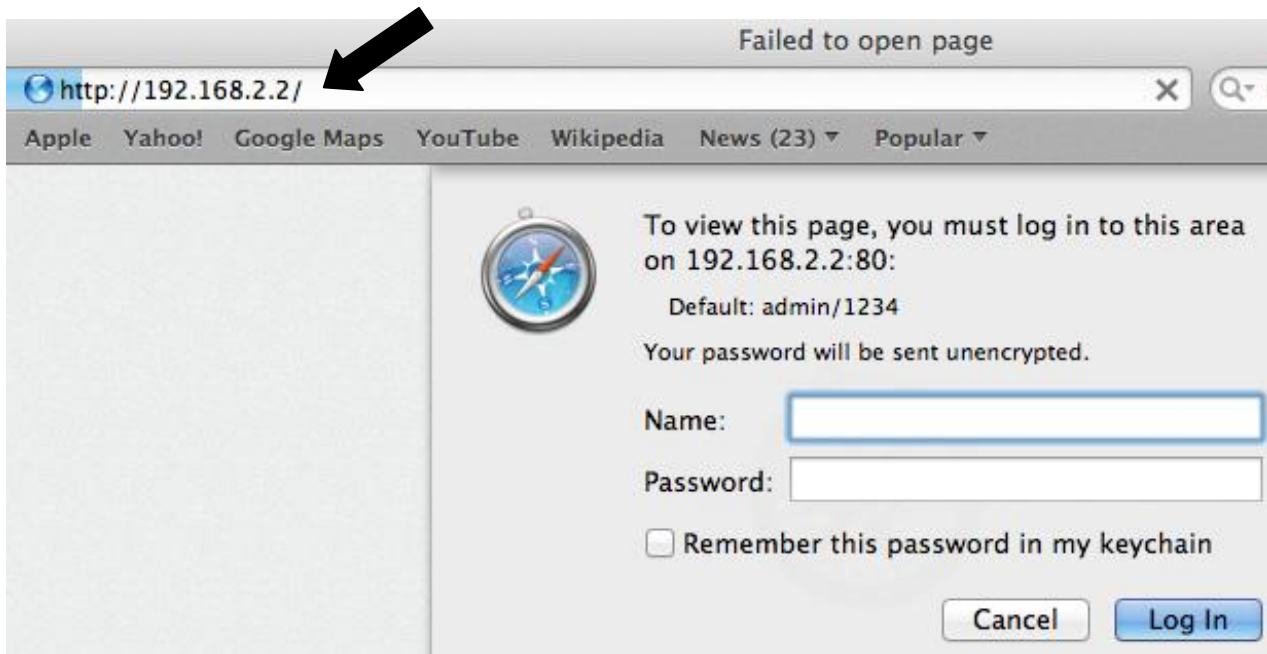 Failed to open page
http://192.168.2.2/
Apple Yahoo! Google Maps YouTube Wikipedia News (23) ▼ Popular ▼
To view this page, you must log in to this area
on 192.168.2.2:80:
Default: admin/1234
Your password will be sent unencrypted.
Name:
Password:
Remember this password in my keychain
Cancel Log In